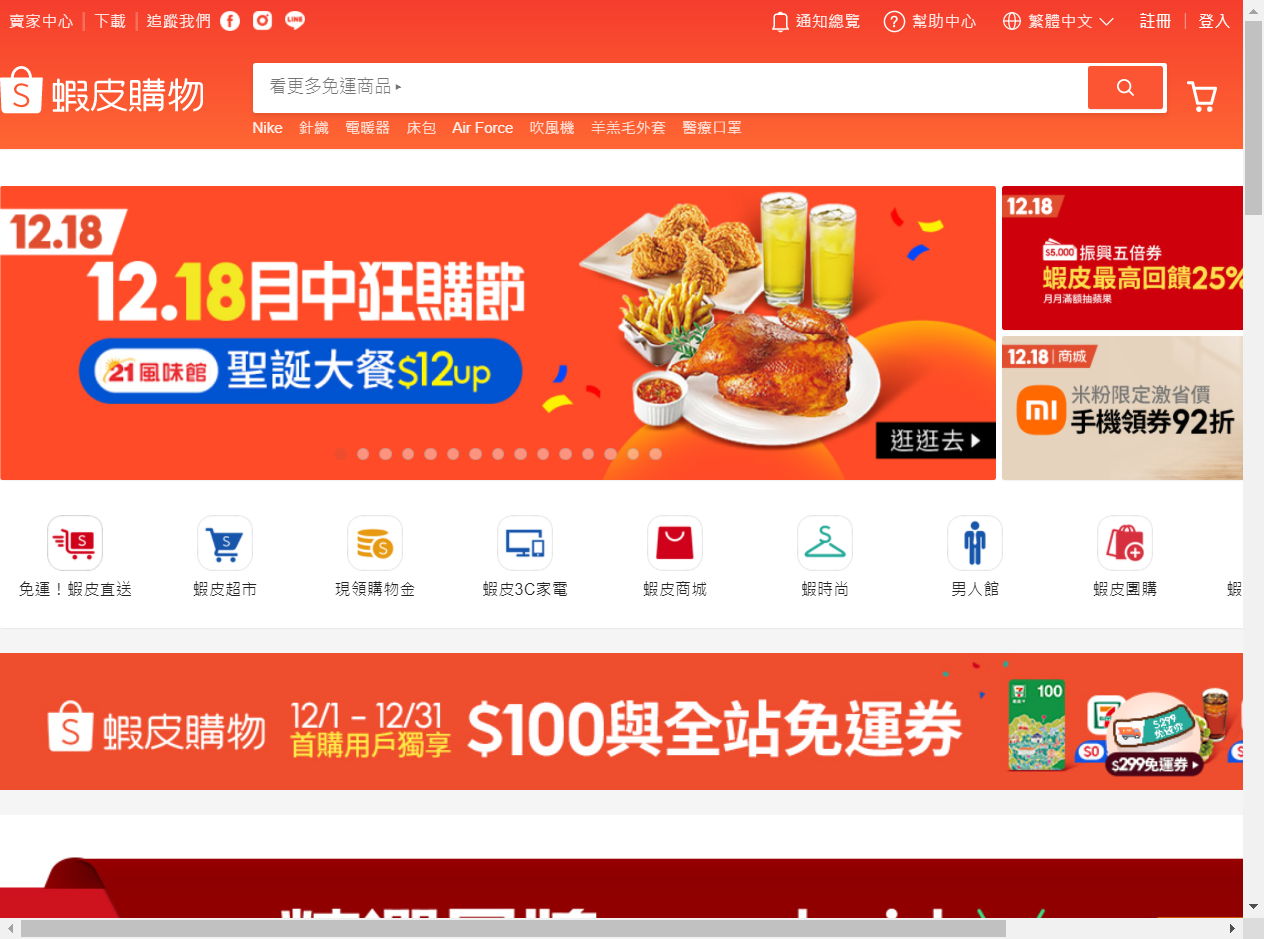 賣家中心 下載 追蹤我們 LINE 通知總覽 幫助中心 繁體中文 註冊 登入
蝦皮購物
看更多免運商品 ▸
Nike 針織 電暖器 床包 Air Force 吹風機 羊羔毛外套 醫療口罩
12.18
12.18月中狂購節
21風味館 聖誕大餐$12up
逛逛去
12.18
$5,000 振興五倍券
蝦皮最高回饋25%
月月滿額抽蘋果
12.18 | 商城
米粉限定激省價
手機領券92折
免運！蝦皮直送 蝦皮超市 現領購物金 蝦皮3C家電 蝦皮商城 蝦時尚 男人館 蝦皮團購 蝦
蝦皮購物
12/1 – 12/31
首購用戶獨享
$100與全站免運券
100
$0
$299免運券